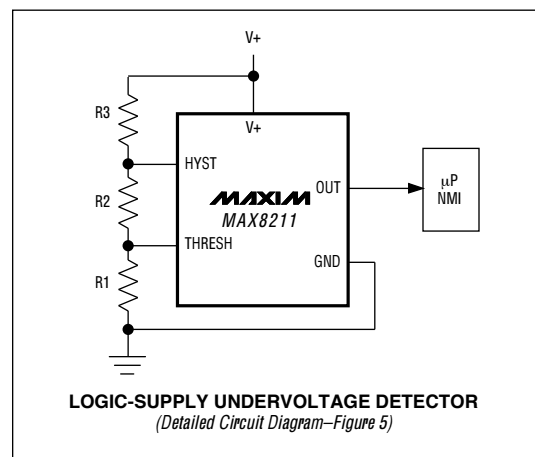 V+
R3
V+
HYST
R2
MAXIM
MAX8211
OUT
µP
NMI
THRESH
GND
R1
LOGIC-SUPPLY UNDERVOLTAGE DETECTOR
(Detailed Circuit Diagram–Figure 5)